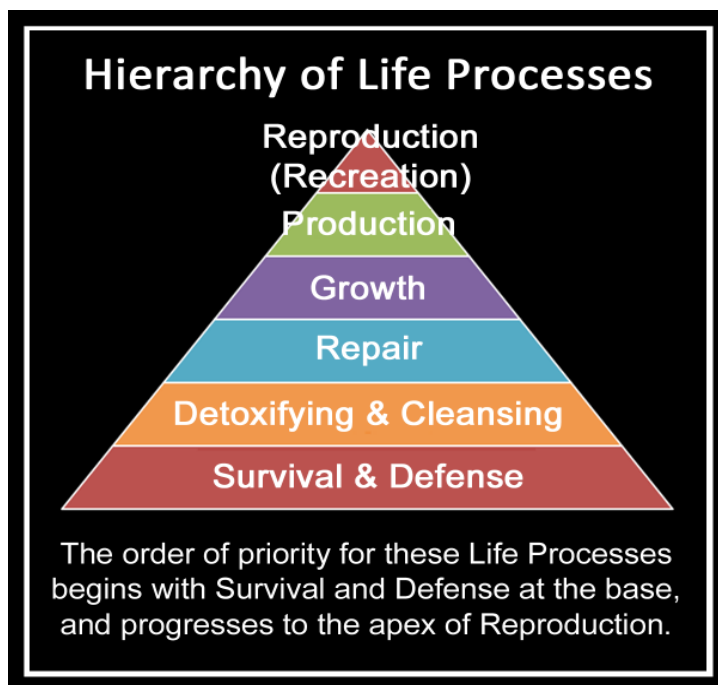 Hierarchy of Life Processes
Reproduction
(Recreation)
Production
Growth
Repair
Detoxifying & Cleansing
Survival & Defense
The order of priority for these Life Processes
begins with Survival and Defense at the base,
and progresses to the apex of Reproduction.